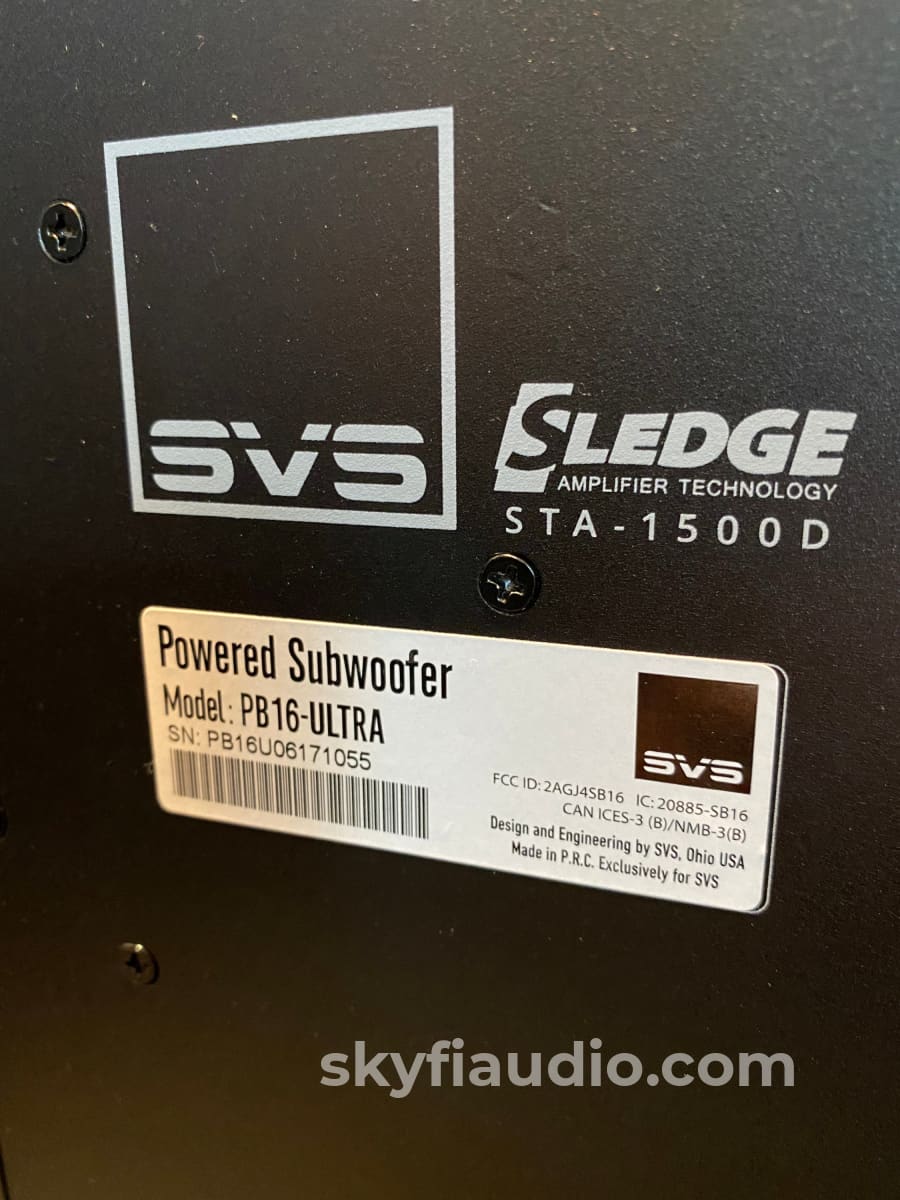 SVS
SLEDGE
AMPLIFIER TECHNOLOGY
STA-1500D
Powered Subwoofer
Model: PB16-ULTRA
SN: PB16U06171055
SVS
FCC ID: 2AGJ4SB16 IC: 20885-SB16
CAN ICES-3 (B)/NMB-3(B)
Design and Engineering by SVS, Ohio USA
Made in P.R.C. Exclusively for SVS
skyfiaudio.com